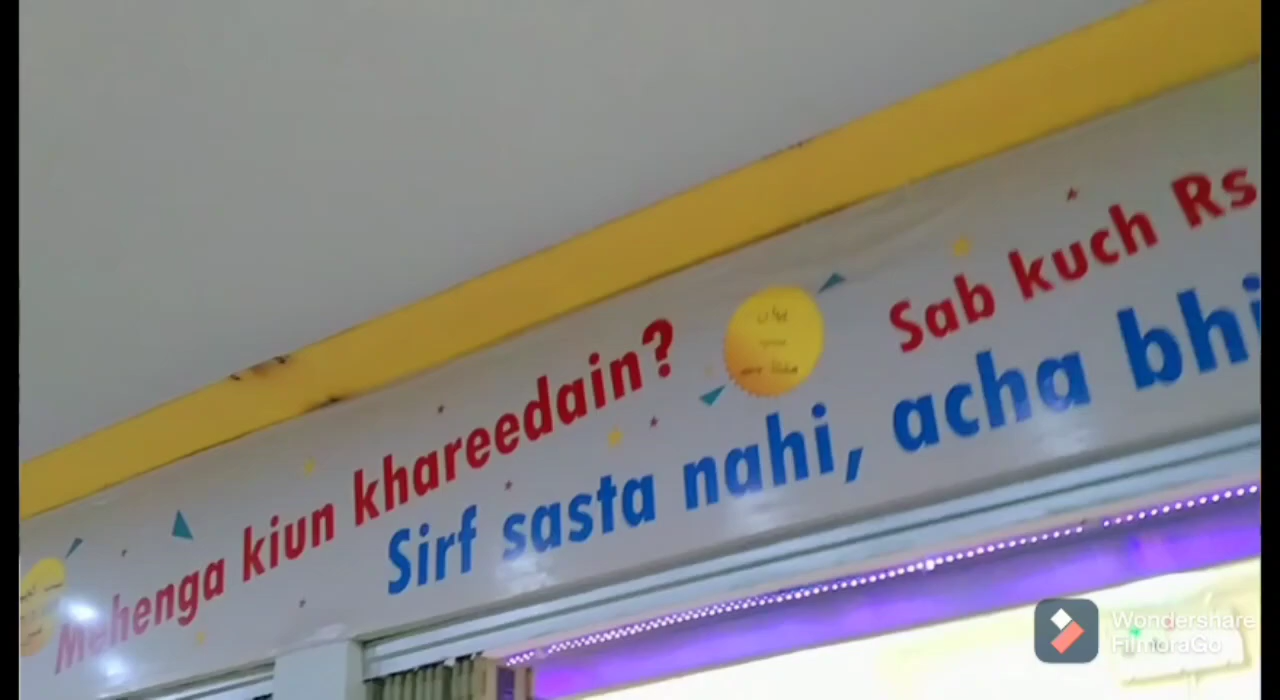 Mehenga kiun khareedain?
Sab kuch Rs
Sirf sasta nahi, acha bhi
Wondershare
FilmoraGo